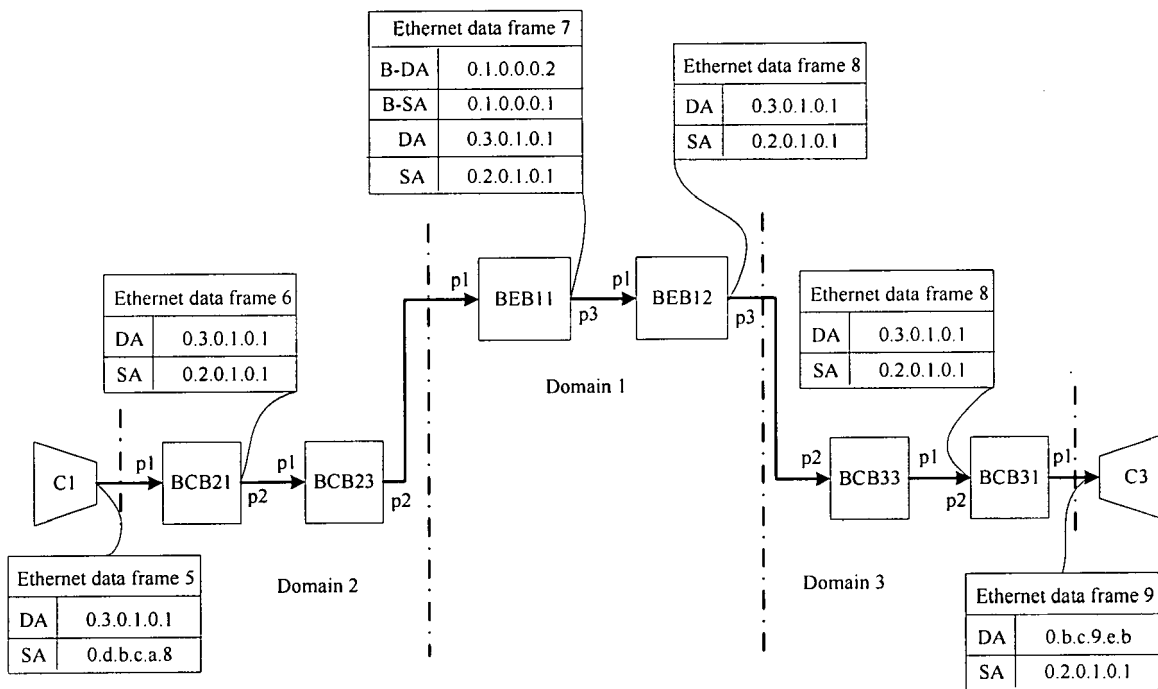 Ethernet data frame 7
B-DA 0.1.0.0.0.2
B-SA 0.1.0.0.0.1
DA 0.3.0.1.0.1
SA 0.2.0.1.0.1
Ethernet data frame 8
DA 0.3.0.1.0.1
SA 0.2.0.1.0.1
Ethernet data frame 6
DA 0.3.0.1.0.1
SA 0.2.0.1.0.1
p1 BEB11 p3
p1 BEB12 p3
Domain 1
Ethernet data frame 8
DA 0.3.0.1.0.1
SA 0.2.0.1.0.1
C1
p1 BCB21 p2
p1 BCB23 p2
p2 BCB33 p1
p2 BCB31 p1
C3
Domain 2
Domain 3
Ethernet data frame 5
DA 0.3.0.1.0.1
SA 0.d.b.c.a.8
Ethernet data frame 9
DA 0.b.c.9.e.b
SA 0.2.0.1.0.1